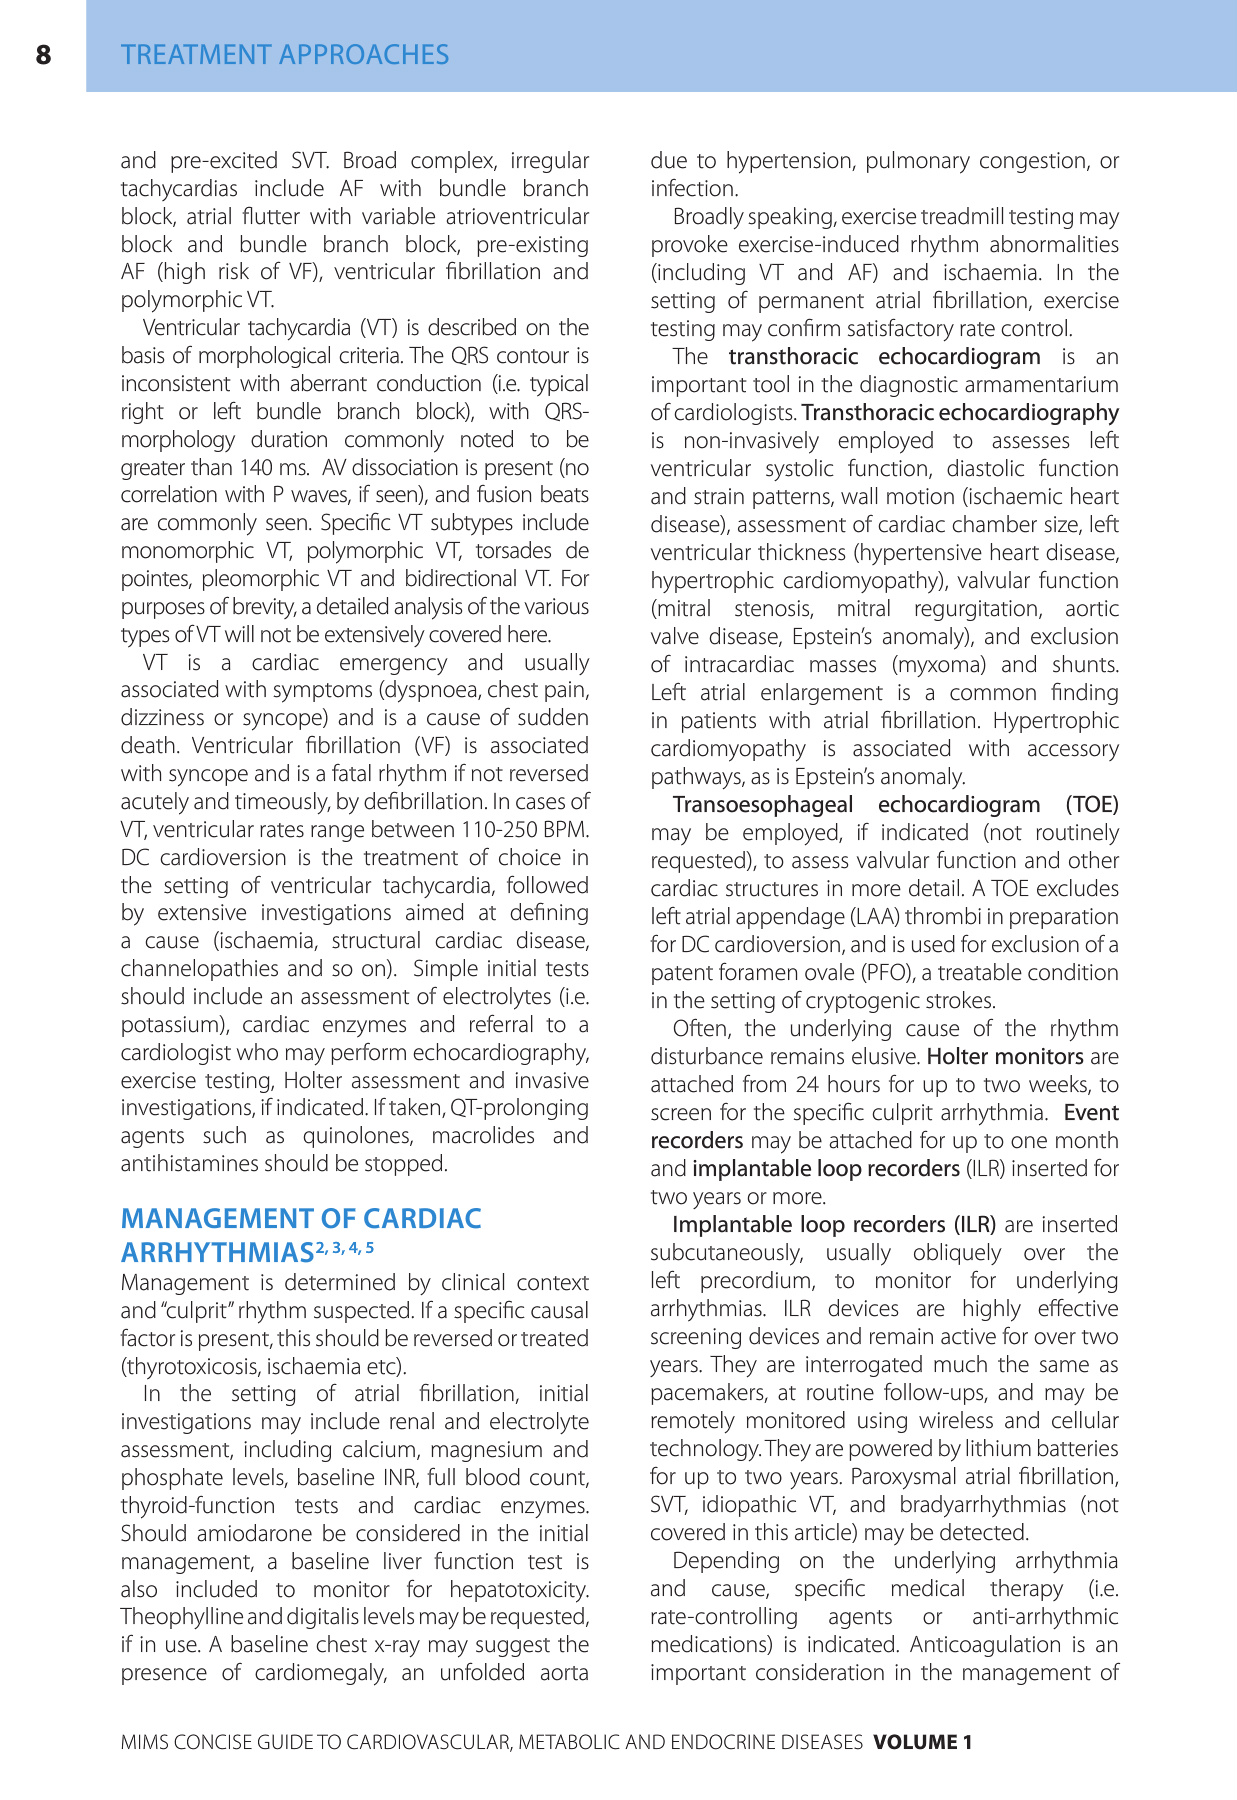 8
TREATMENT APPROACHES
and pre-excited SVT. Broad complex, irregular
tachycardias include AF with bundle branch
block, atrial flutter with variable atrioventricular
block and bundle branch block, pre-existing
AF (high risk of VF), ventricular fibrillation and
polymorphic VT.
Ventricular tachycardia (VT) is described on the
basis of morphological criteria. The QRS contour is
inconsistent with aberrant conduction (i.e. typical
right or left bundle branch block), with QRS-
morphology duration commonly noted to be
greater than 140 ms. AV dissociation is present (no
correlation with P waves, if seen), and fusion beats
are commonly seen. Specific VT subtypes include
monomorphic VT, polymorphic VT, torsades de
pointes, pleomorphic VT and bidirectional VT. For
purposes of brevity, a detailed analysis of the various
types of VT will not be extensively covered here.
VT is a cardiac emergency and usually
associated with symptoms (dyspnoea, chest pain,
dizziness or syncope) and is a cause of sudden
death. Ventricular fibrillation (VF) is associated
with syncope and is a fatal rhythm if not reversed
acutely and timeously, by defibrillation. In cases of
VT, ventricular rates range between 110-250 BPM.
DC cardioversion is the treatment of choice in
the setting of ventricular tachycardia, followed
by extensive investigations aimed at defining
a cause (ischaemia, structural cardiac disease,
channelopathies and so on). Simple initial tests
should include an assessment of electrolytes (i.e.
potassium), cardiac enzymes and referral to a
cardiologist who may perform echocardiography,
exercise testing, Holter assessment and invasive
investigations, if indicated. If taken, QT-prolonging
agents such as quinolones, macrolides and
antihistamines should be stopped.
MANAGEMENT OF CARDIAC
ARRHYTHMIAS2, 3, 4, 5
Management is determined by clinical context
and “culprit” rhythm suspected. If a specific causal
factor is present, this should be reversed or treated
(thyrotoxicosis, ischaemia etc).
In the setting of atrial fibrillation, initial
investigations may include renal and electrolyte
assessment, including calcium, magnesium and
phosphate levels, baseline INR, full blood count,
thyroid-function tests and cardiac enzymes.
Should amiodarone be considered in the initial
management, a baseline liver function test is
also included to monitor for hepatotoxicity.
Theophylline and digitalis levels may be requested,
if in use. A baseline chest x-ray may suggest the
presence of cardiomegaly, an unfolded aorta
due to hypertension, pulmonary congestion, or
infection.
Broadly speaking, exercise treadmill testing may
provoke exercise-induced rhythm abnormalities
(including VT and AF) and ischaemia. In the
setting of permanent atrial fibrillation, exercise
testing may confirm satisfactory rate control.
The transthoracic echocardiogram is an
important tool in the diagnostic armamentarium
of cardiologists. Transthoracic echocardiography
is non-invasively employed to assesses left
ventricular systolic function, diastolic function
and strain patterns, wall motion (ischaemic heart
disease), assessment of cardiac chamber size, left
ventricular thickness (hypertensive heart disease,
hypertrophic cardiomyopathy), valvular function
(mitral stenosis, mitral regurgitation, aortic
valve disease, Epstein’s anomaly), and exclusion
of intracardiac masses (myxoma) and shunts.
Left atrial enlargement is a common finding
in patients with atrial fibrillation. Hypertrophic
cardiomyopathy is associated with accessory
pathways, as is Epstein’s anomaly.
Transoesophageal echocardiogram (TOE)
may be employed, if indicated (not routinely
requested), to assess valvular function and other
cardiac structures in more detail. A TOE excludes
left atrial appendage (LAA) thrombi in preparation
for DC cardioversion, and is used for exclusion of a
patent foramen ovale (PFO), a treatable condition
in the setting of cryptogenic strokes.
Often, the underlying cause of the rhythm
disturbance remains elusive. Holter monitors are
attached from 24 hours for up to two weeks, to
screen for the specific culprit arrhythmia. Event
recorders may be attached for up to one month
and implantable loop recorders (ILR) inserted for
two years or more.
Implantable loop recorders (ILR) are inserted
subcutaneously, usually obliquely over the
left precordium, to monitor for underlying
arrhythmias. ILR devices are highly effective
screening devices and remain active for over two
years. They are interrogated much the same as
pacemakers, at routine follow-ups, and may be
remotely monitored using wireless and cellular
technology. They are powered by lithium batteries
for up to two years. Paroxysmal atrial fibrillation,
SVT, idiopathic VT, and bradyarrhythmias (not
covered in this article) may be detected.
Depending on the underlying arrhythmia
and cause, specific medical therapy (i.e.
rate-controlling agents or anti-arrhythmic
medications) is indicated. Anticoagulation is an
important consideration in the management of
MIMS CONCISE GUIDE TO CARDIOVASCULAR, METABOLIC AND ENDOCRINE DISEASES VOLUME 1